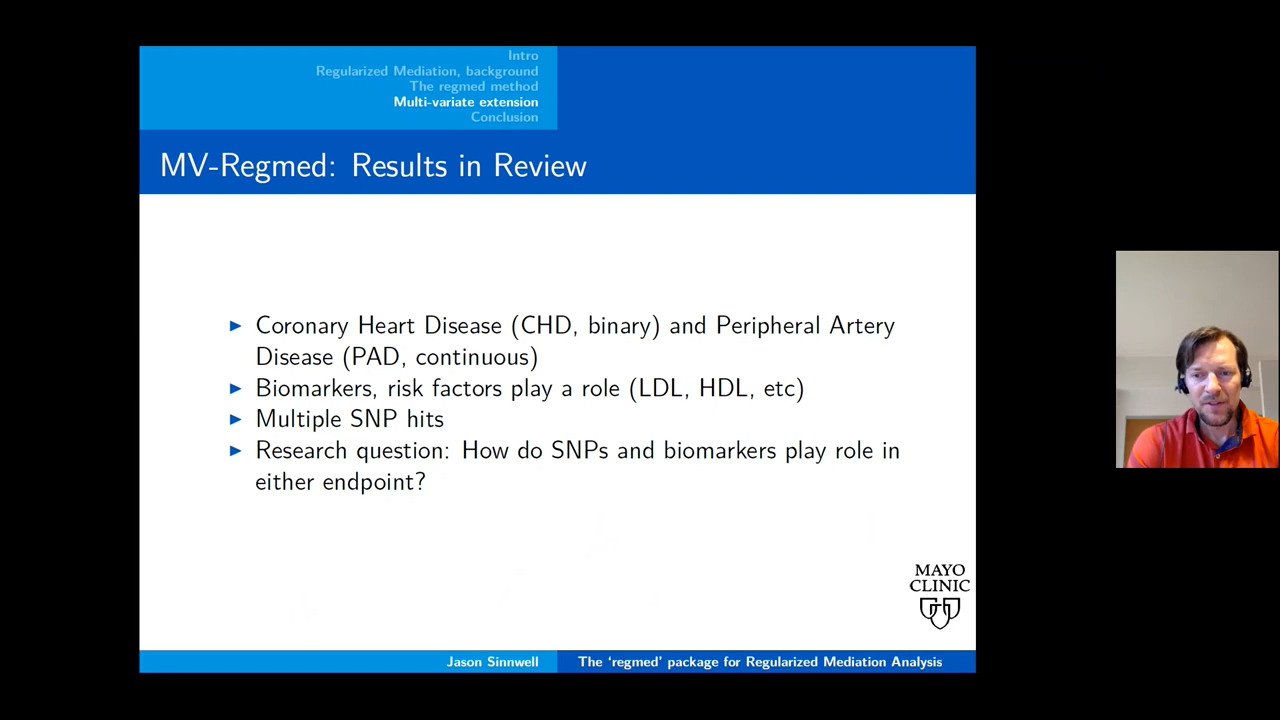 Intro
Regularized Mediation, background
The regmed method
Multi-variate extension
Conclusion
MV-Regmed: Results in Review
▶ Coronary Heart Disease (CHD, binary) and Peripheral Artery
Disease (PAD, continuous)
▶ Biomarkers, risk factors play a role (LDL, HDL, etc)
▶ Multiple SNP hits
▶ Research question: How do SNPs and biomarkers play role in
either endpoint?
MAYO
CLINIC
Jason Sinnwell
The ‘regmed’ package for Regularized Mediation Analysis